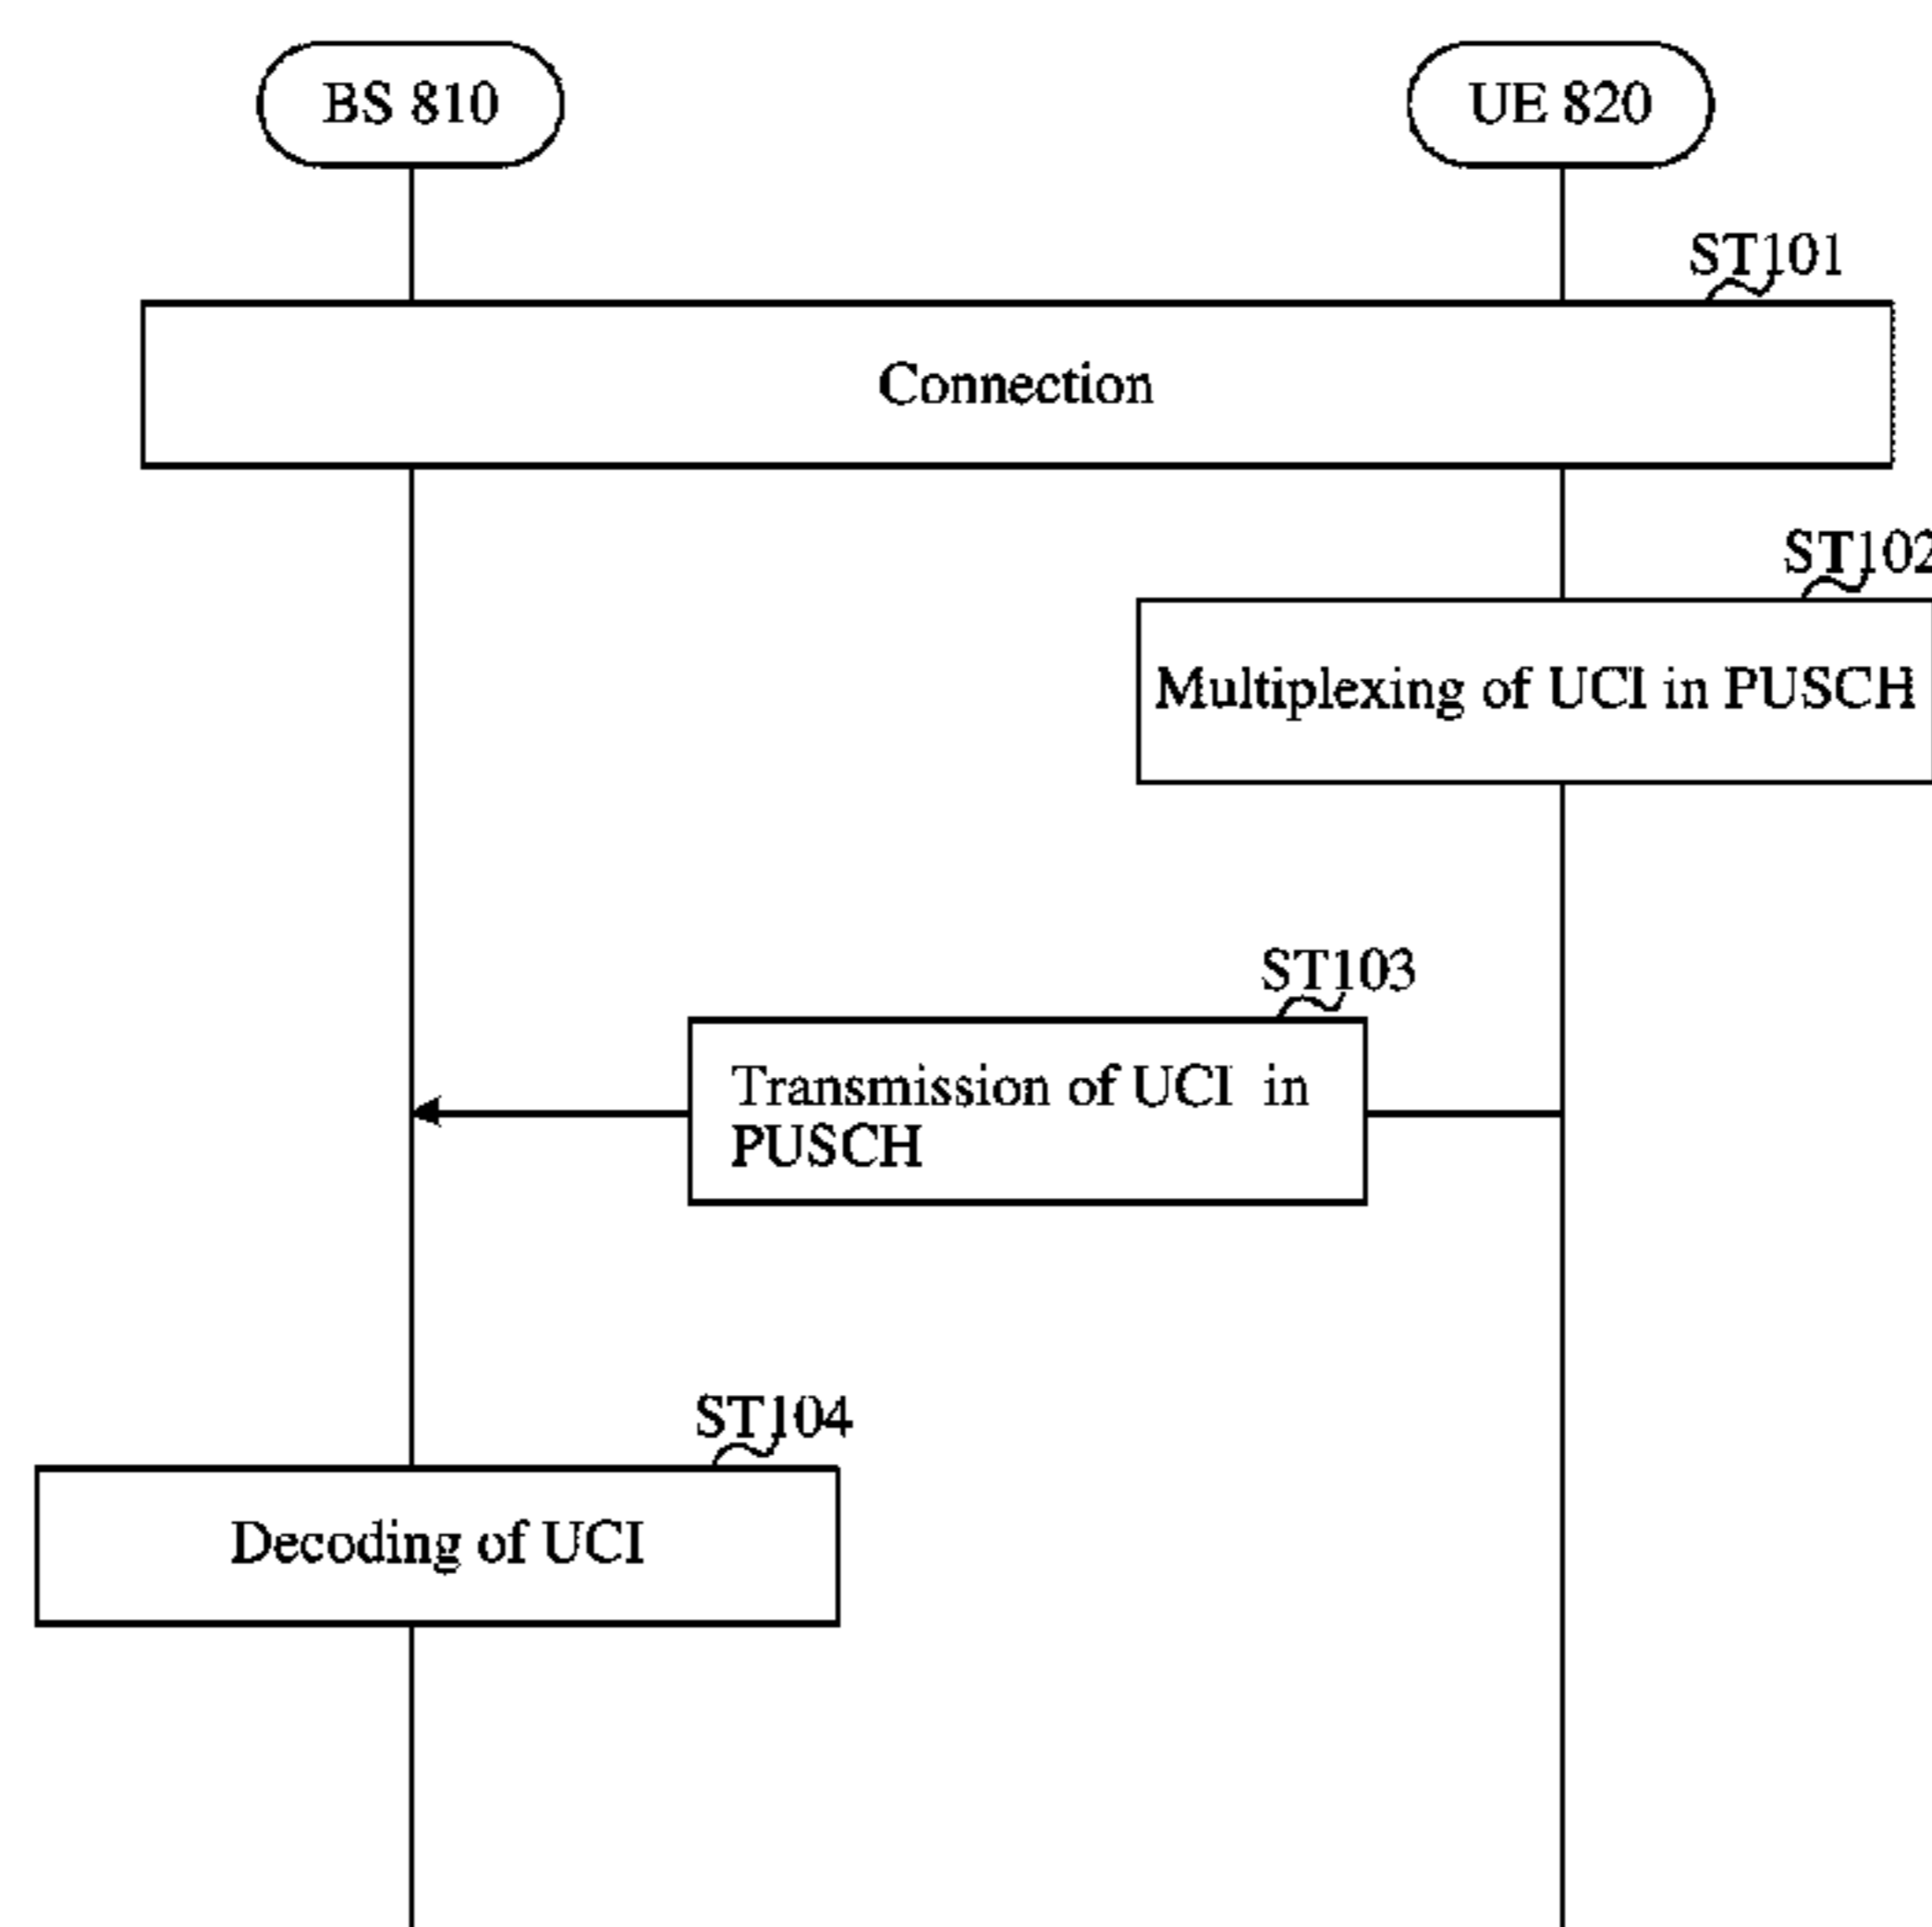 BS 810
UE 820
ST101
Connection
ST102
Multiplexing of UCI in PUSCH
ST103
Transmission of UCI in
PUSCH
ST104
Decoding of UCI